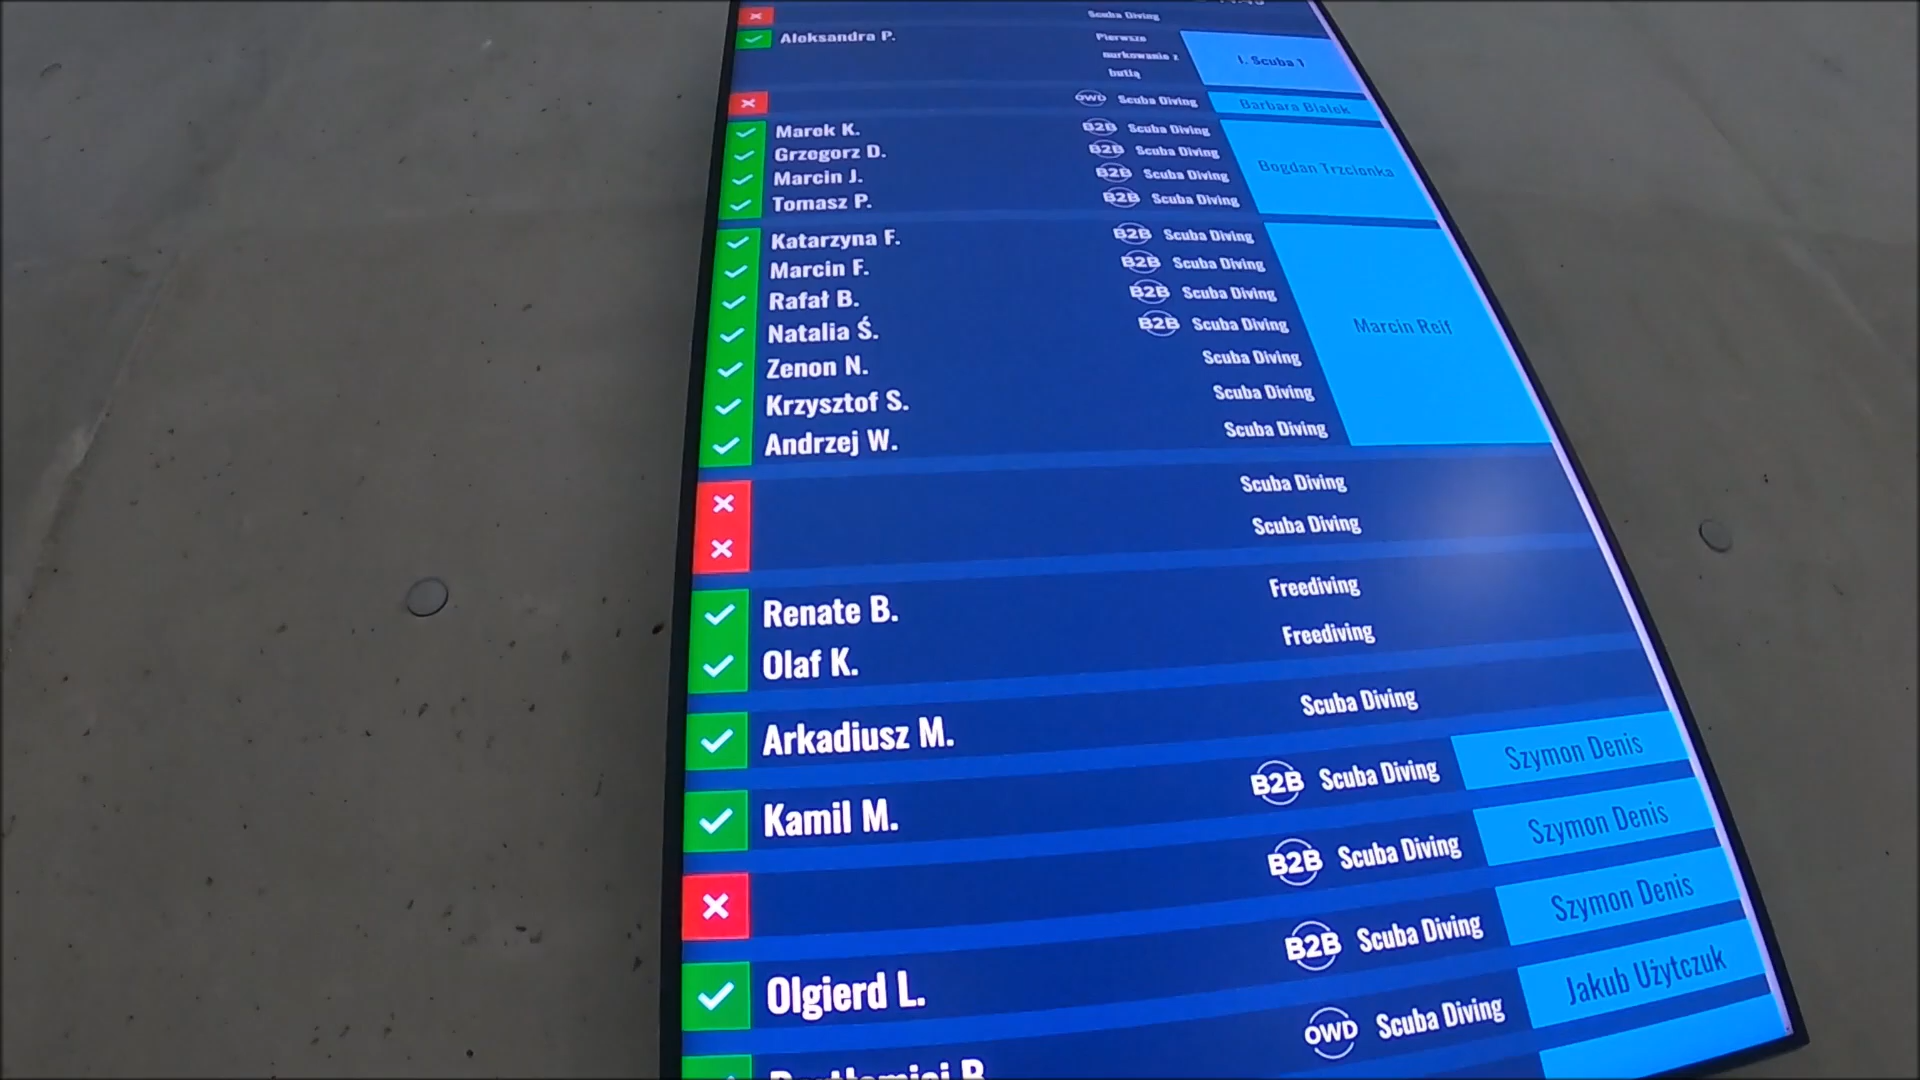 Scuba Diving
Aleksandra P. Pierwsze nurkowanie z butlą I. Scuba 1
OWD Scuba Diving Barbara Białek
Marek K. B2B Scuba Diving
Grzegorz D. B2B Scuba Diving Bogdan Trzcionka
Marcin J. B2B Scuba Diving
Tomasz P. B2B Scuba Diving
Katarzyna F. B2B Scuba Diving
Marcin F. B2B Scuba Diving
Rafał B. B2B Scuba Diving
Natalia Ś. B2B Scuba Diving Marcin Reif
Zenon N. Scuba Diving
Krzysztof S. Scuba Diving
Andrzej W. Scuba Diving
Scuba Diving
Scuba Diving
Renate B. Freediving
Olaf K. Freediving
Arkadiusz M. Scuba Diving
Kamil M. B2B Scuba Diving Szymon Denis
B2B Scuba Diving Szymon Denis
Olgierd L. B2B Scuba Diving Szymon Denis
OWD Scuba Diving Jakub Użytczuk